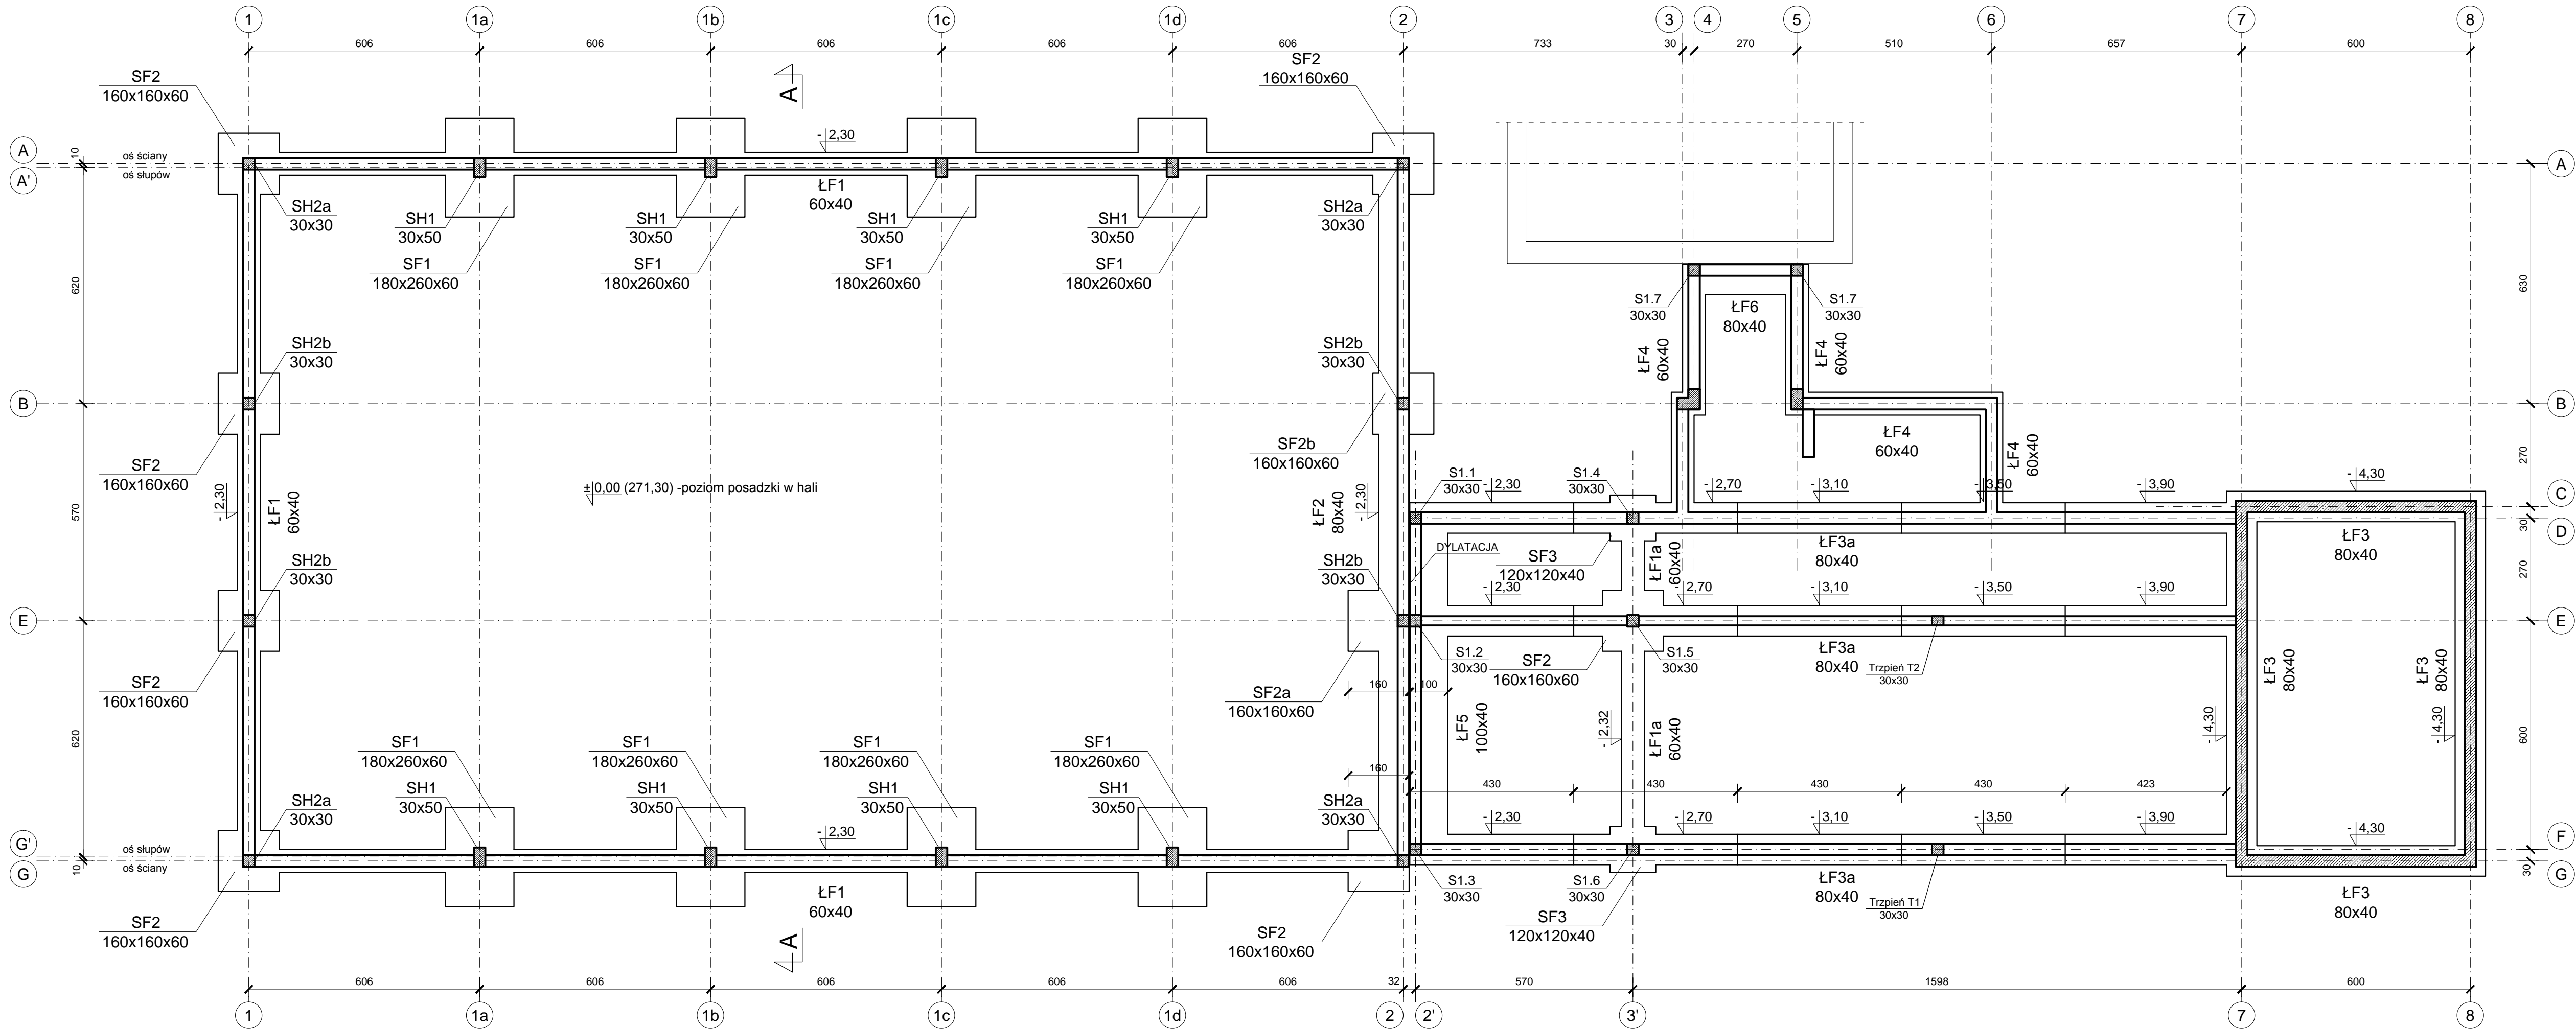 1 1a 1b 1c 1d 2 3 4 5 6 7 8
606 606 606 606 606 733 30 270 510 657 600
SF2
160x160x60
A
SF2
160x160x60
A
10
oś ściany
- 2,30
A
A'
oś słupów
ŁF1
60x40
SH2a
30x30
SH1
30x50
SH1
30x50
SH1
30x50
SH1
30x50
SH2a
30x30
SF1
180x260x60
SF1
180x260x60
SF1
180x260x60
SF1
180x260x60
620
630
S1.7
30x30
ŁF6
80x40
S1.7
30x30
SH2b
30x30
SH2b
30x30
ŁF4
60x40
ŁF4
60x40
B
B
SF2b
160x160x60
ŁF4
60x40
ŁF4
60x40
SF2
160x160x60
± 0,00 (271,30) -poziom posadzki w hali
- 2,30
ŁF1
60x40
570
ŁF2
80x40
- 2,30
S1.1
30x30
- 2,30
S1.4
30x30
- 2,70
- 3,10
- 3,50
- 3,90
- 4,30
270
C
30
D
DYLATACJA
SF3
120x120x40
ŁF1a
60x40
ŁF3a
80x40
ŁF3
80x40
SH2b
30x30
SH2b
30x30
- 2,30
- 2,70
- 3,10
- 3,50
- 3,90
270
E
E
SF2
160x160x60
S1.2
30x30
SF2
160x160x60
S1.5
30x30
ŁF3a
80x40
Trzpień T2
30x30
ŁF3
80x40
ŁF3
80x40
SF2a
160x160x60
160
100
ŁF5
100x40
- 2,32
ŁF1a
60x40
- 4,30
- 4,30
600
620
SF1
180x260x60
SF1
180x260x60
SF1
180x260x60
SF1
180x260x60
160
430 430 430 430 423
SH2a
30x30
SH1
30x50
SH1
30x50
SH1
30x50
SH1
30x50
SH2a
30x30
- 2,30
- 2,30
- 2,70
- 3,10
- 3,50
- 3,90
- 4,30
G'
oś słupów
F
G
10
oś ściany
30
G
ŁF1
60x40
S1.3
30x30
S1.6
30x30
ŁF3a
80x40
Trzpień T1
30x30
ŁF3
80x40
SF2
160x160x60
A
SF2
160x160x60
SF3
120x120x40
606 606 606 606 606 32 570 1598 600
1 1a 1b 1c 1d 2 2' 3' 7 8